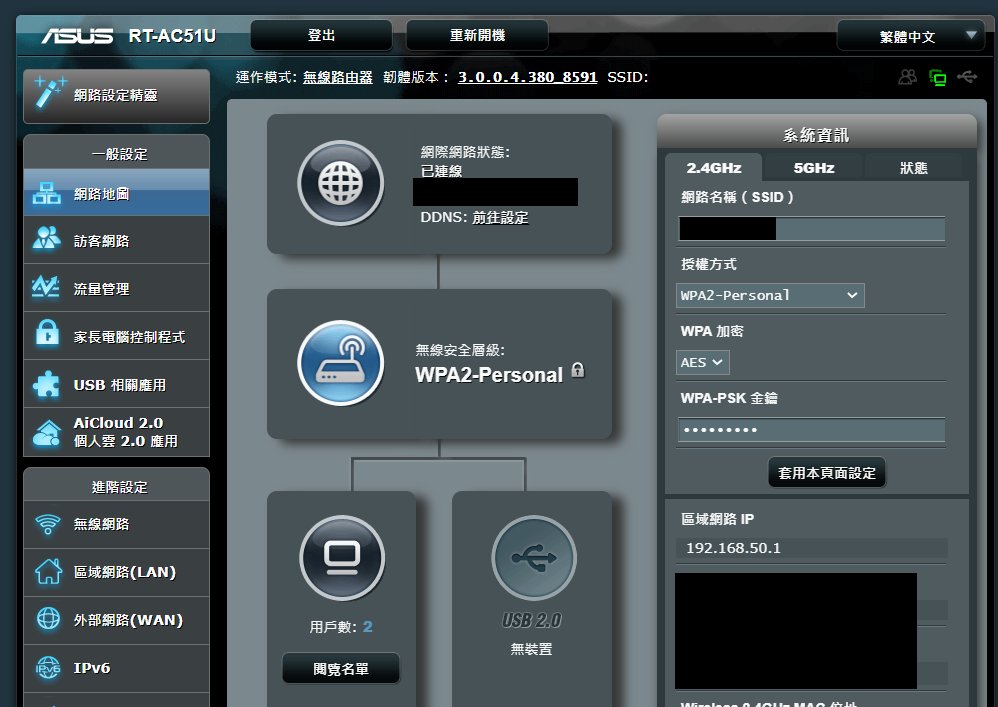 ASUS RT-AC51U 登出 重新開機 繁體中文
運作模式: 無線路由器 韌體版本： 3.0.0.4.380_8591 SSID:
網路設定精靈
一般設定
網路地圖
訪客網路
流量管理
家長電腦控制程式
USB 相關應用
AiCloud 2.0
個人雲 2.0 應用
進階設定
無線網路
區域網路(LAN)
外部網路(WAN)
IPv6
網際網路狀態:
已連線
DDNS: 前往設定
無線安全層級:
WPA2-Personal
用戶數: 2
閱覽名單
USB 2.0
無裝置
系統資訊
2.4GHz 5GHz 狀態
網路名稱 ( SSID )
授權方式
WPA2-Personal
WPA 加密
AES
WPA-PSK 金鑰
•••••••••
套用本頁面設定
區域網路 IP
192.168.50.1
Wireless 2.4GHz MAC 位址